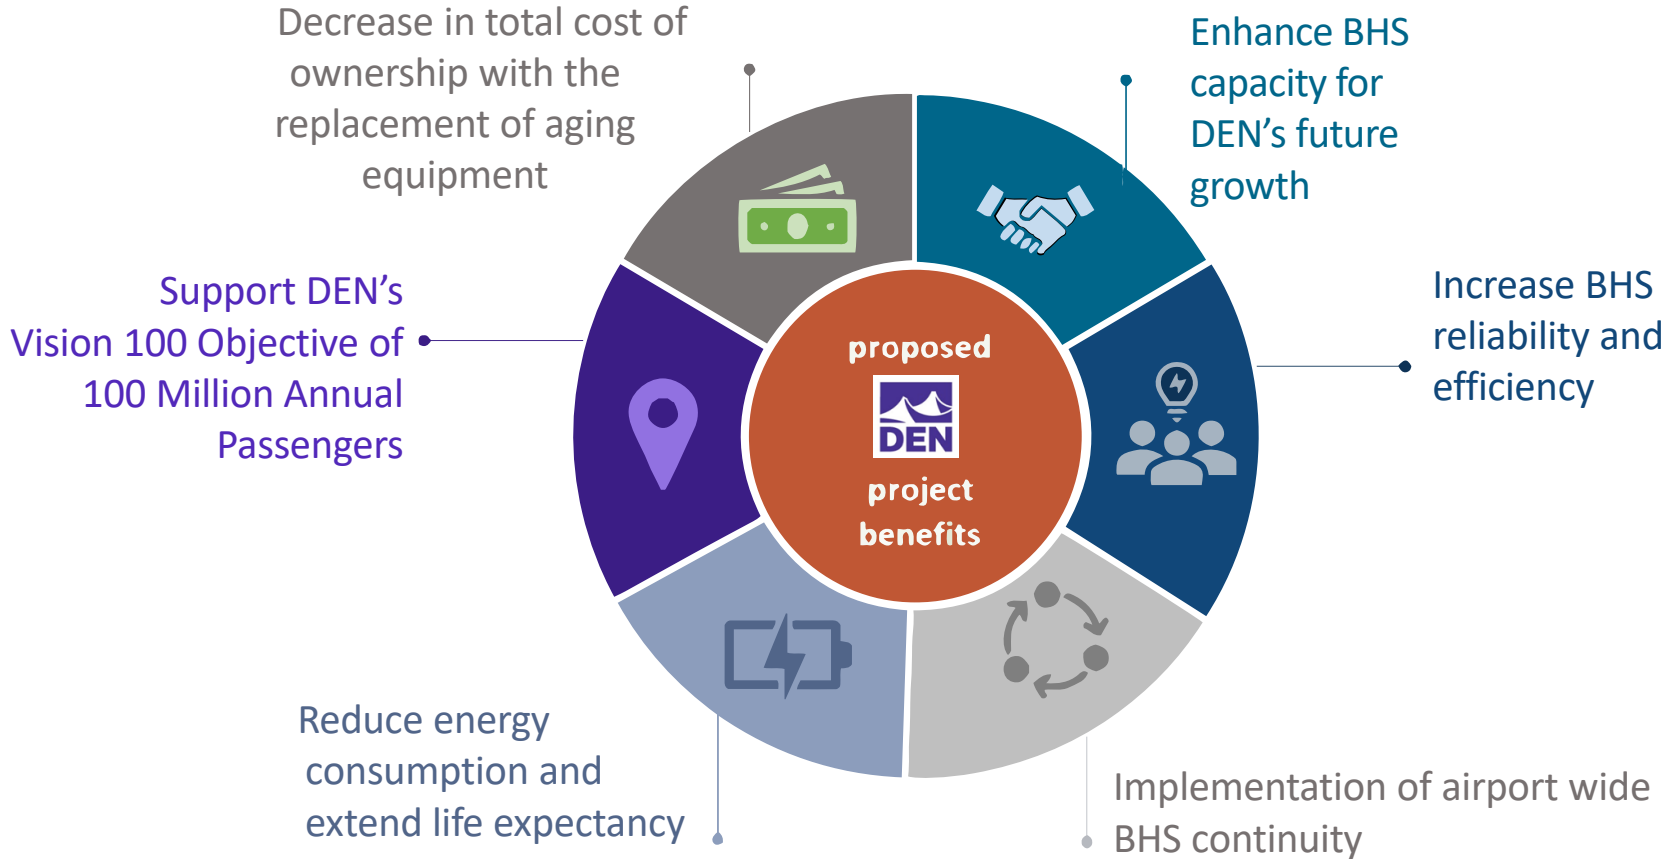 Decrease in total cost of
ownership with the
replacement of aging
equipment
Enhance BHS
capacity for
DEN’s future
growth
Support DEN’s
Vision 100 Objective of
100 Million Annual
Passengers
Increase BHS
reliability and
efficiency
proposed
DEN
project
benefits
Reduce energy
consumption and
extend life expectancy
Implementation of airport wide
BHS continuity